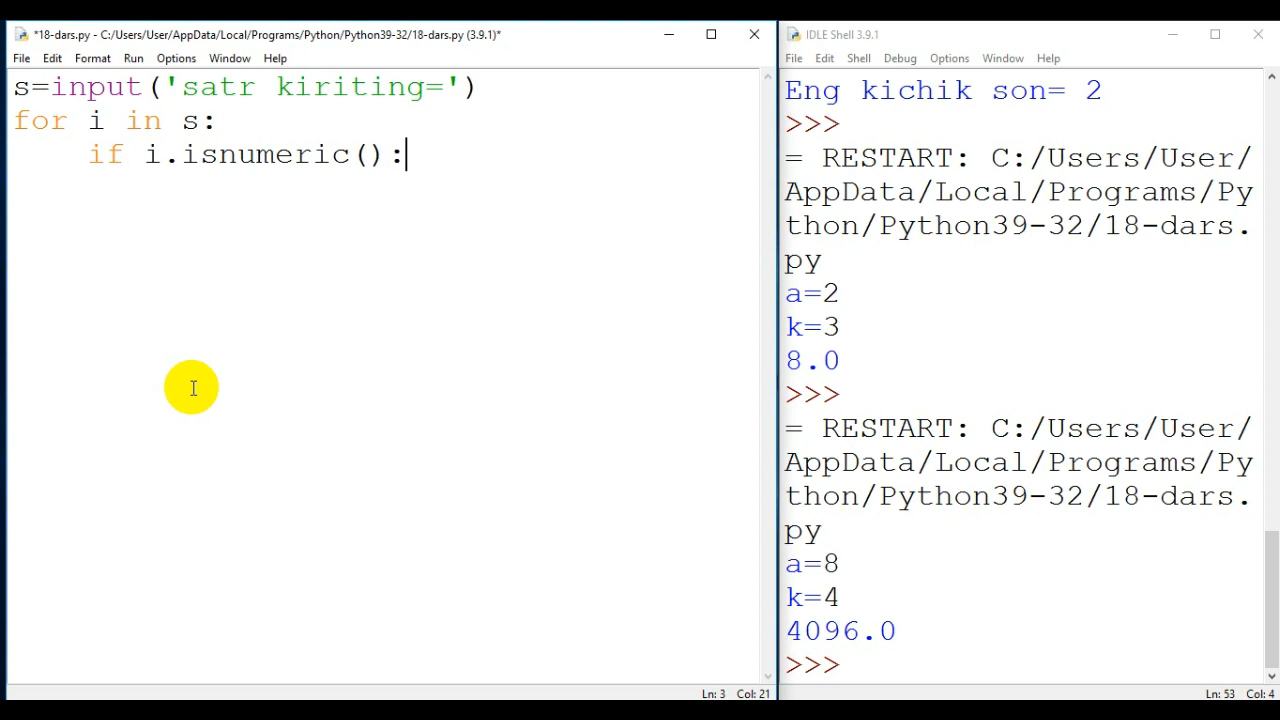 *18-dars.py - C:/Users/User/AppData/Local/Programs/Python/Python39-32/18-dars.py (3.9.1)*
File Edit Format Run Options Window Help
s=input('satr kiriting=')
for i in s:
    if i.isnumeric():
Ln: 3 Col: 21
IDLE Shell 3.9.1
File Edit Shell Debug Options Window Help
Eng kichik son= 2
>>>
= RESTART: C:/Users/User/
AppData/Local/Programs/Py
thon/Python39-32/18-dars.
py
a=2
k=3
8.0
>>>
= RESTART: C:/Users/User/
AppData/Local/Programs/Py
thon/Python39-32/18-dars.
py
a=8
k=4
4096.0
>>>
Ln: 53 Col: 4